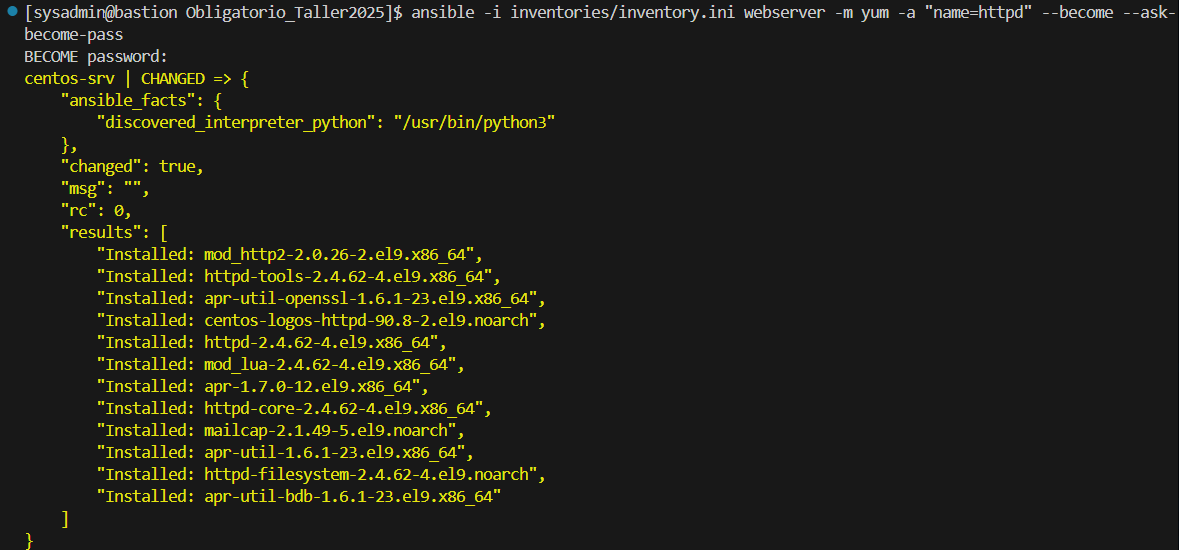 [sysadmin@bastion Obligatorio_Taller2025]$ ansible -i inventories/inventory.ini webserver -m yum -a "name=httpd" --become --ask-
become-pass
BECOME password:
centos-srv | CHANGED => {
    "ansible_facts": {
        "discovered_interpreter_python": "/usr/bin/python3"
    },
    "changed": true,
    "msg": "",
    "rc": 0,
    "results": [
        "Installed: mod_http2-2.0.26-2.el9.x86_64",
        "Installed: httpd-tools-2.4.62-4.el9.x86_64",
        "Installed: apr-util-openssl-1.6.1-23.el9.x86_64",
        "Installed: centos-logos-httpd-90.8-2.el9.noarch",
        "Installed: httpd-2.4.62-4.el9.x86_64",
        "Installed: mod_lua-2.4.62-4.el9.x86_64",
        "Installed: apr-1.7.0-12.el9.x86_64",
        "Installed: httpd-core-2.4.62-4.el9.x86_64",
        "Installed: mailcap-2.1.49-5.el9.noarch",
        "Installed: apr-util-1.6.1-23.el9.x86_64",
        "Installed: httpd-filesystem-2.4.62-4.el9.noarch",
        "Installed: apr-util-bdb-1.6.1-23.el9.x86_64"
    ]
}